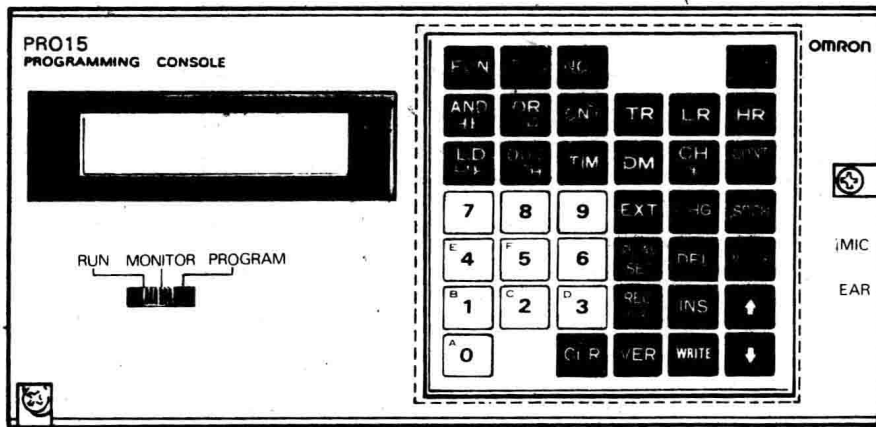 PRO15
PROGRAMMING CONSOLE
OMRON
FUN
AND OR TR LR HR
LD TIM DM CH
7 8 9 EXT
E 4 F 5 6 DEL
B 1 C 2 D 3 INS ⬆
A 0 CLR VER WRITE ⬇
RUN MONITOR PROGRAM
MIC
EAR